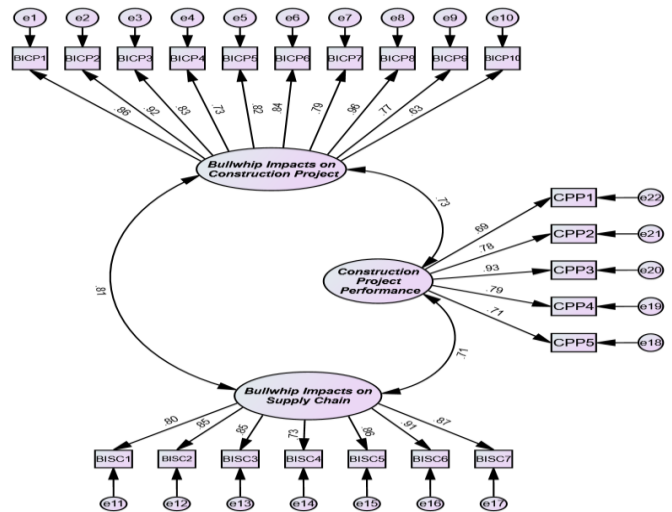 e1 e2 e3 e4 e5 e6 e7 e8 e9 e10
BICP1 BICP2 BICP3 BICP4 BICP5 BICP6 BICP7 BICP8 BICP9 BICP10
.86 .92 .83 .73 .82 .84 .79 .96 .77 .63
Bullwhip Impacts on
Construction Project
.73
CPP1 e22
.69
CPP2 e21
.78
CPP3 e20
.93
Construction
Project
Performance
CPP4 e19
.79
CPP5 e18
.71
.81
.71
Bullwhip Impacts on
Supply Chain
.80 .85 .85 .73 .86 .91 .87
BISC1 BISC2 BISC3 BISC4 BISC5 BISC6 BISC7
e11 e12 e13 e14 e15 e16 e17